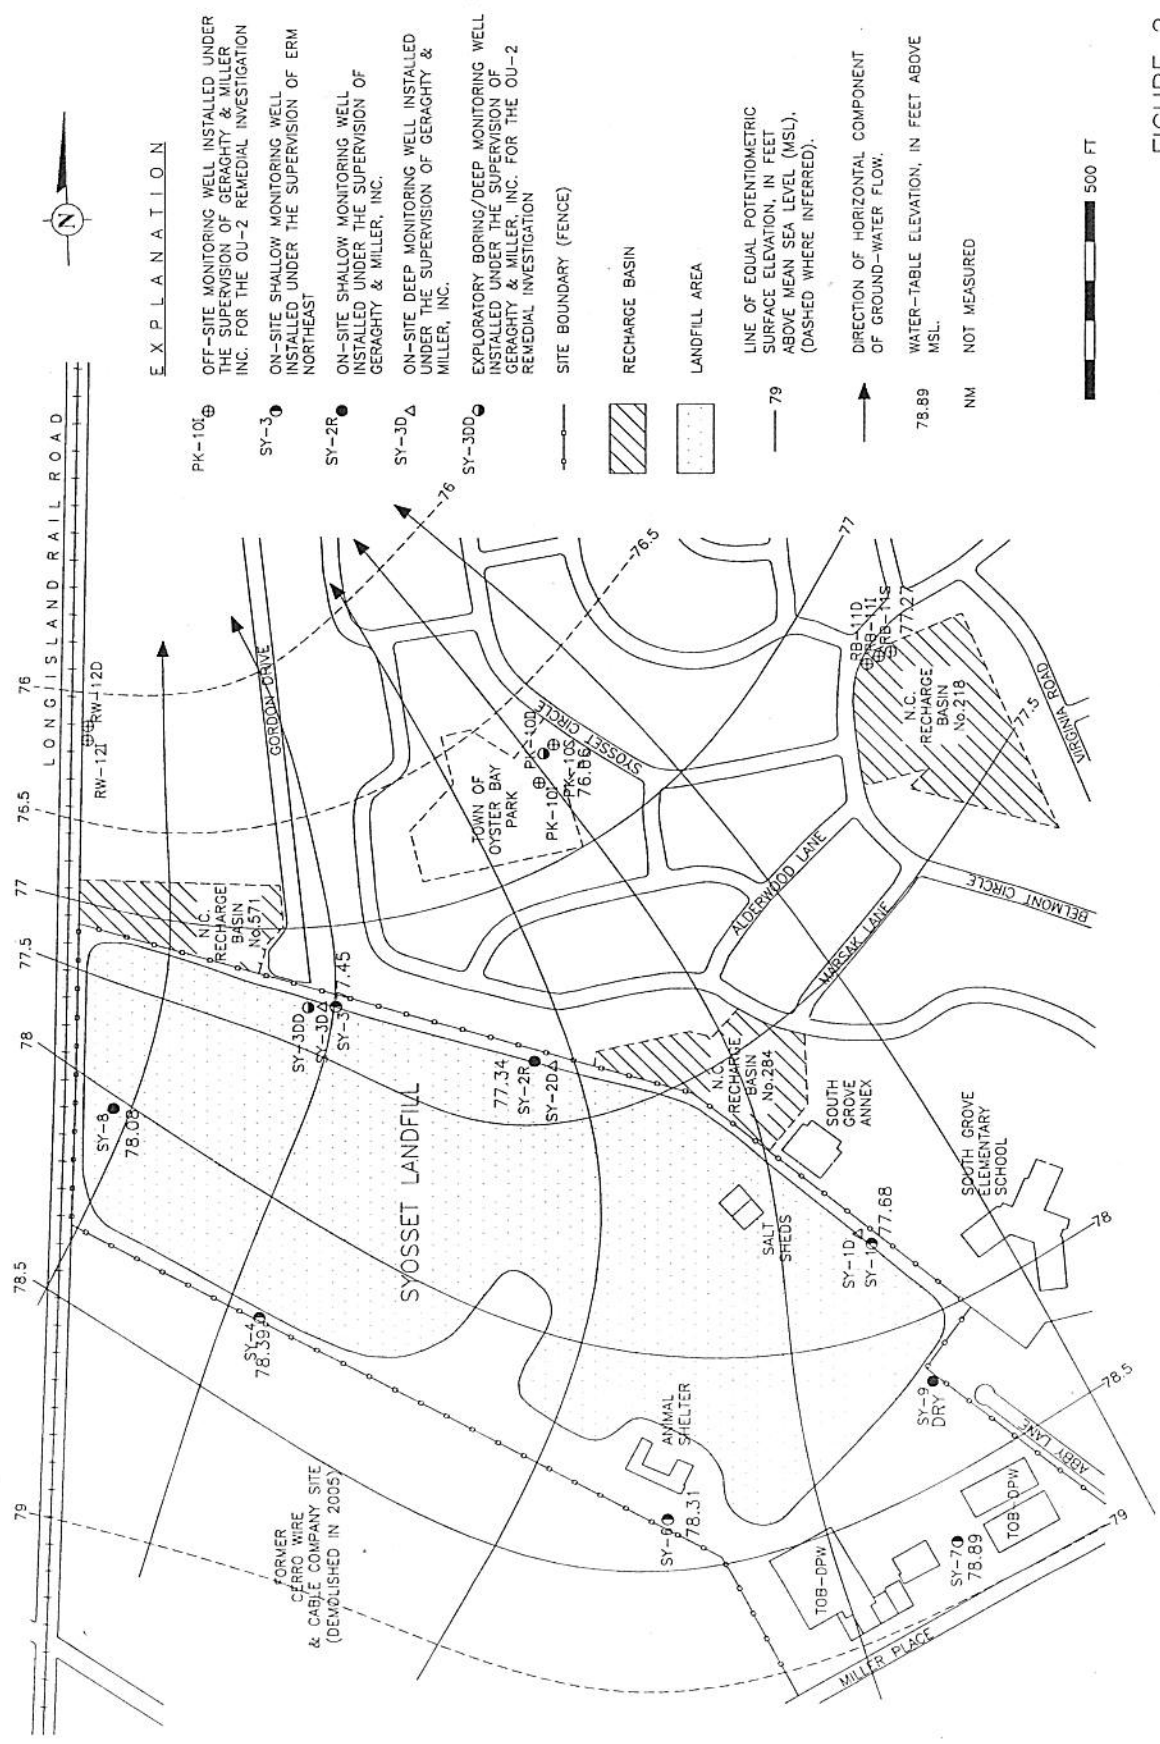 N
EXPLANATION
PK-10I
OFF-SITE MONITORING WELL INSTALLED UNDER
THE SUPERVISION OF GERAGHTY & MILLER
INC. FOR THE OU-2 REMEDIAL INVESTIGATION
SY-3
ON-SITE SHALLOW MONITORING WELL
INSTALLED UNDER THE SUPERVISION OF ERM
NORTHEAST
SY-2R
ON-SITE SHALLOW MONITORING WELL
INSTALLED UNDER THE SUPERVISION OF
GERAGHTY & MILLER, INC.
SY-3D
ON-SITE DEEP MONITORING WELL INSTALLED
UNDER THE SUPERVISION OF GERAGHTY &
MILLER, INC.
SY-3DD
EXPLORATORY BORING/DEEP MONITORING WELL
INSTALLED UNDER THE SUPERVISION OF
GERAGHTY & MILLER, INC. FOR THE OU-2
REMEDIAL INVESTIGATION
SITE BOUNDARY (FENCE)
RECHARGE BASIN
LANDFILL AREA
79
LINE OF EQUAL POTENTIOMETRIC
SURFACE ELEVATION, IN FEET
ABOVE MEAN SEA LEVEL (MSL),
(DASHED WHERE INFERRED).
DIRECTION OF HORIZONTAL COMPONENT
OF GROUND-WATER FLOW.
78.89
WATER-TABLE ELEVATION, IN FEET ABOVE
MSL.
NM
NOT MEASURED
500 FT
LONG ISLAND RAIL ROAD
79
78.5
78
77.5
77
76.5
76
RW-12I
RW-12D
GORDON DRIVE
N.C.
RECHARGE
BASIN
No.571
SY-8
78.08
SY-3DD
SY-3D
SY-3
77.45
SY-4
78.39
FORMER
CERRO WIRE
& CABLE COMPANY SITE
(DEMOLISHED IN 2005)
SYOSSET LANDFILL
77.34
SY-2R
SY-2D
TOWN OF
OYSTER BAY
PARK
PK-10D
PK-10I
PK-10S
76.86
SYOSSET CIRCLE
76
76.5
77
ANIMAL
SHELTER
SY-6
78.31
N.C.
RECHARGE
BASIN
No.284
SALT
SHEDS
SOUTH
GROVE
ANNEX
ALDERWOOD LANE
MARSAK LANE
SY-1D
SY-1
77.68
RB-11D
RB-11I
RB-11S
77.27
N.C.
RECHARGE
BASIN
No.218
77.5
VIRGINIA ROAD
BELMONT CIRCLE
SOUTH GROVE
ELEMENTARY
SCHOOL
78
SY-9
DRY
78.5
ABBY LANE
TOB-DPW
TOB-DPW
SY-7
78.89
79
MILLER PLACE